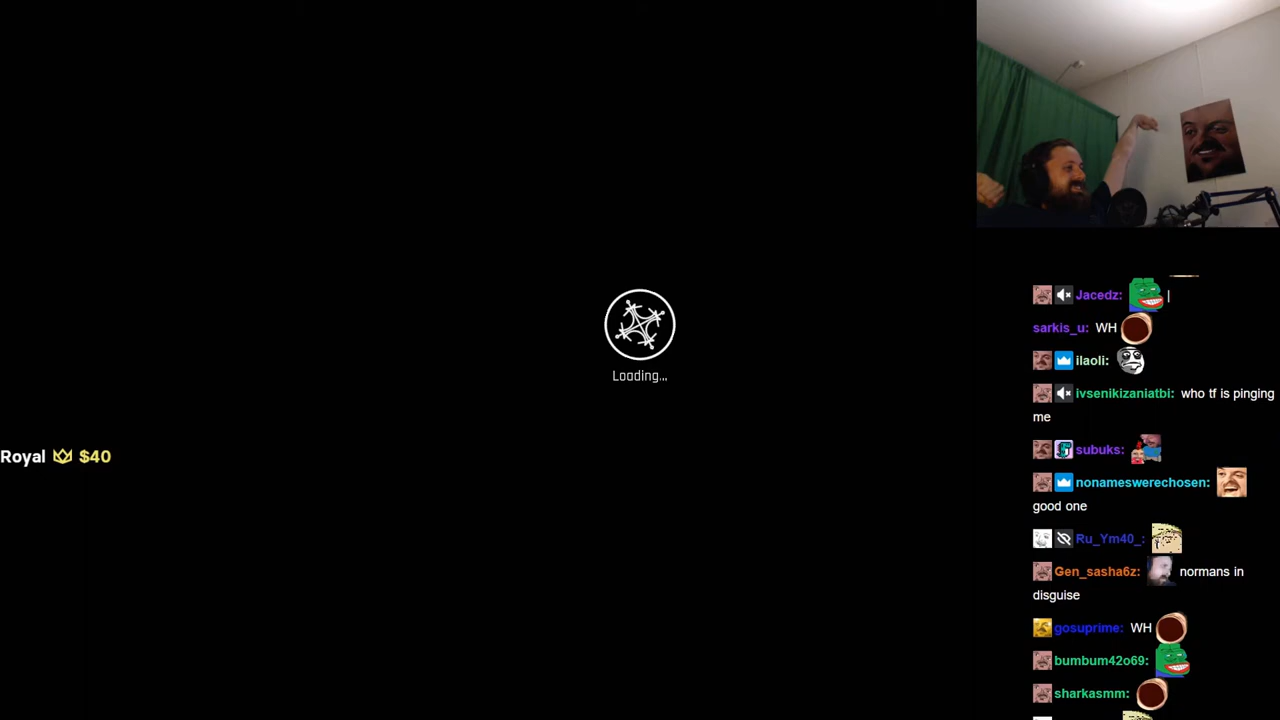 Loading...
Royal $40
Jacedz: |
sarkis_u: WH
ilaoli:
ivsenikizaniatbi: who tf is pinging
me
subuks:
nonameswerechosen:
good one
Ru_Ym40_:
Gen_sasha6z: normans in
disguise
gosuprime: WH
bumbum42o69:
sharkasmm: